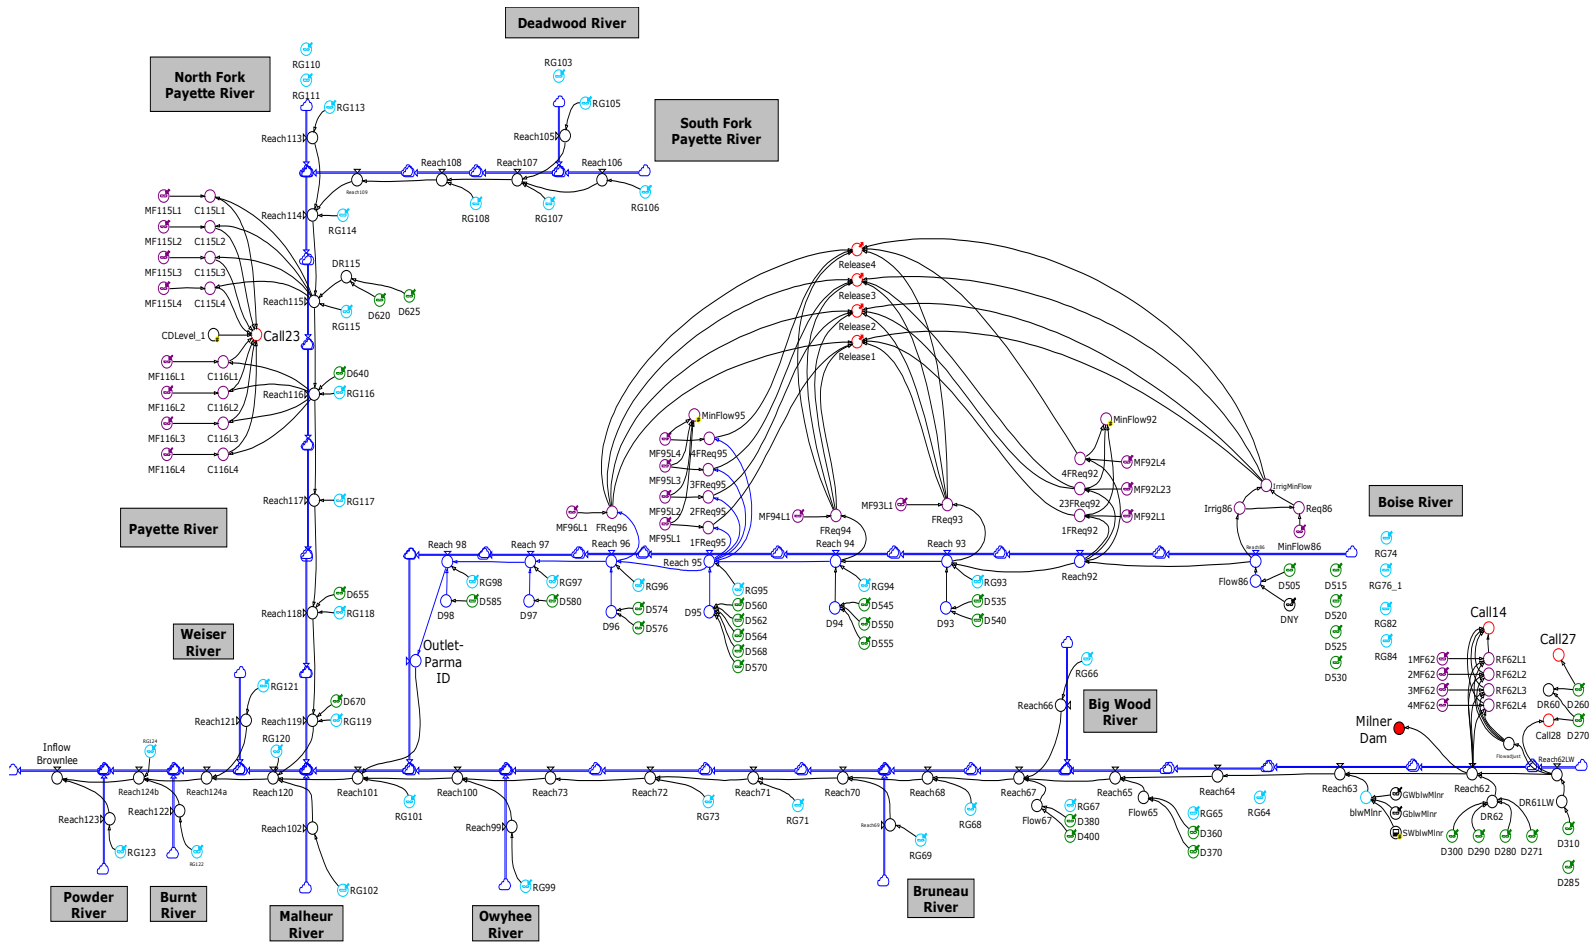 Deadwood River
RG110
RG103
North Fork
Payette River
RG111
RG113
RG105
South Fork
Payette River
Reach113
Reach105
Reach108
Reach107
Reach106
Reach109
MF115L1
C115L1
RG108
RG107
RG106
Reach114
RG114
MF115L2
C115L2
DR115
Release4
MF115L3
C115L3
Release3
MF115L4
C115L4
Reach115
RG115
D620
D625
Release2
CDLevel_1
Call23
Release1
MF116L1
C116L1
D640
MF116L2
C116L2
Reach116
RG116
MF116L3
C116L3
MF116L4
C116L4
MinFlow95
MinFlow92
MF95L4
4FReq95
MF92L4
4FReq92
MF95L3
3FReq95
IrrigMinFlow
Reach117
RG117
MF95L2
2FReq95
MF92L23
23FReq92
Boise River
Payette River
MF96L1
FReq96
MF95L1
1FReq95
MF94L1
FReq94
MF93L1
FReq93
MF92L1
1FReq92
Irrig86
Req86
MinFlow86
RG74
Reach 98
Reach 97
Reach 96
Reach 95
Reach 94
Reach 93
Reach92
Reach86
RG98
RG97
RG96
RG95
RG94
RG93
Flow86
D505
D515
RG76_1
D98
D585
D97
D580
D96
D574
D576
D95
D560
D562
D564
D568
D570
D94
D545
D550
D555
D93
D535
D540
DNY
D520
RG82
D525
RG84
D530
D655
Reach118
RG118
Weiser
River
Outlet-
Parma
ID
Call14
Call27
1MF62
RF62L1
2MF62
RF62L2
3MF62
RF62L3
4MF62
RF62L4
DR60
D260
Call28
D270
RG66
Reach66
Big Wood
River
Milner
Dam
Flowadjust
Reach62LW
RG121
D670
Reach121
Reach119
RG119
RG120
RG124
Inflow
Brownlee
Reach124b
Reach124a
Reach120
Reach101
Reach100
Reach73
Reach72
Reach71
Reach70
Reach68
Reach67
Reach65
Reach64
Reach63
Reach62
RG101
RG73
RG71
RG68
Flow67
RG67
D380
D400
Flow65
RG65
D360
D370
RG64
blwMlnr
GWblwMlnr
GblwMlnr
SWblwMlnr
DR62
DR61LW
D300
D290
D280
D271
D310
D285
Reach123
Reach122
Reach102
Reach99
Reach69
RG123
RG122
RG102
RG99
RG69
Powder
River
Burnt
River
Malheur
River
Owyhee
River
Bruneau
River